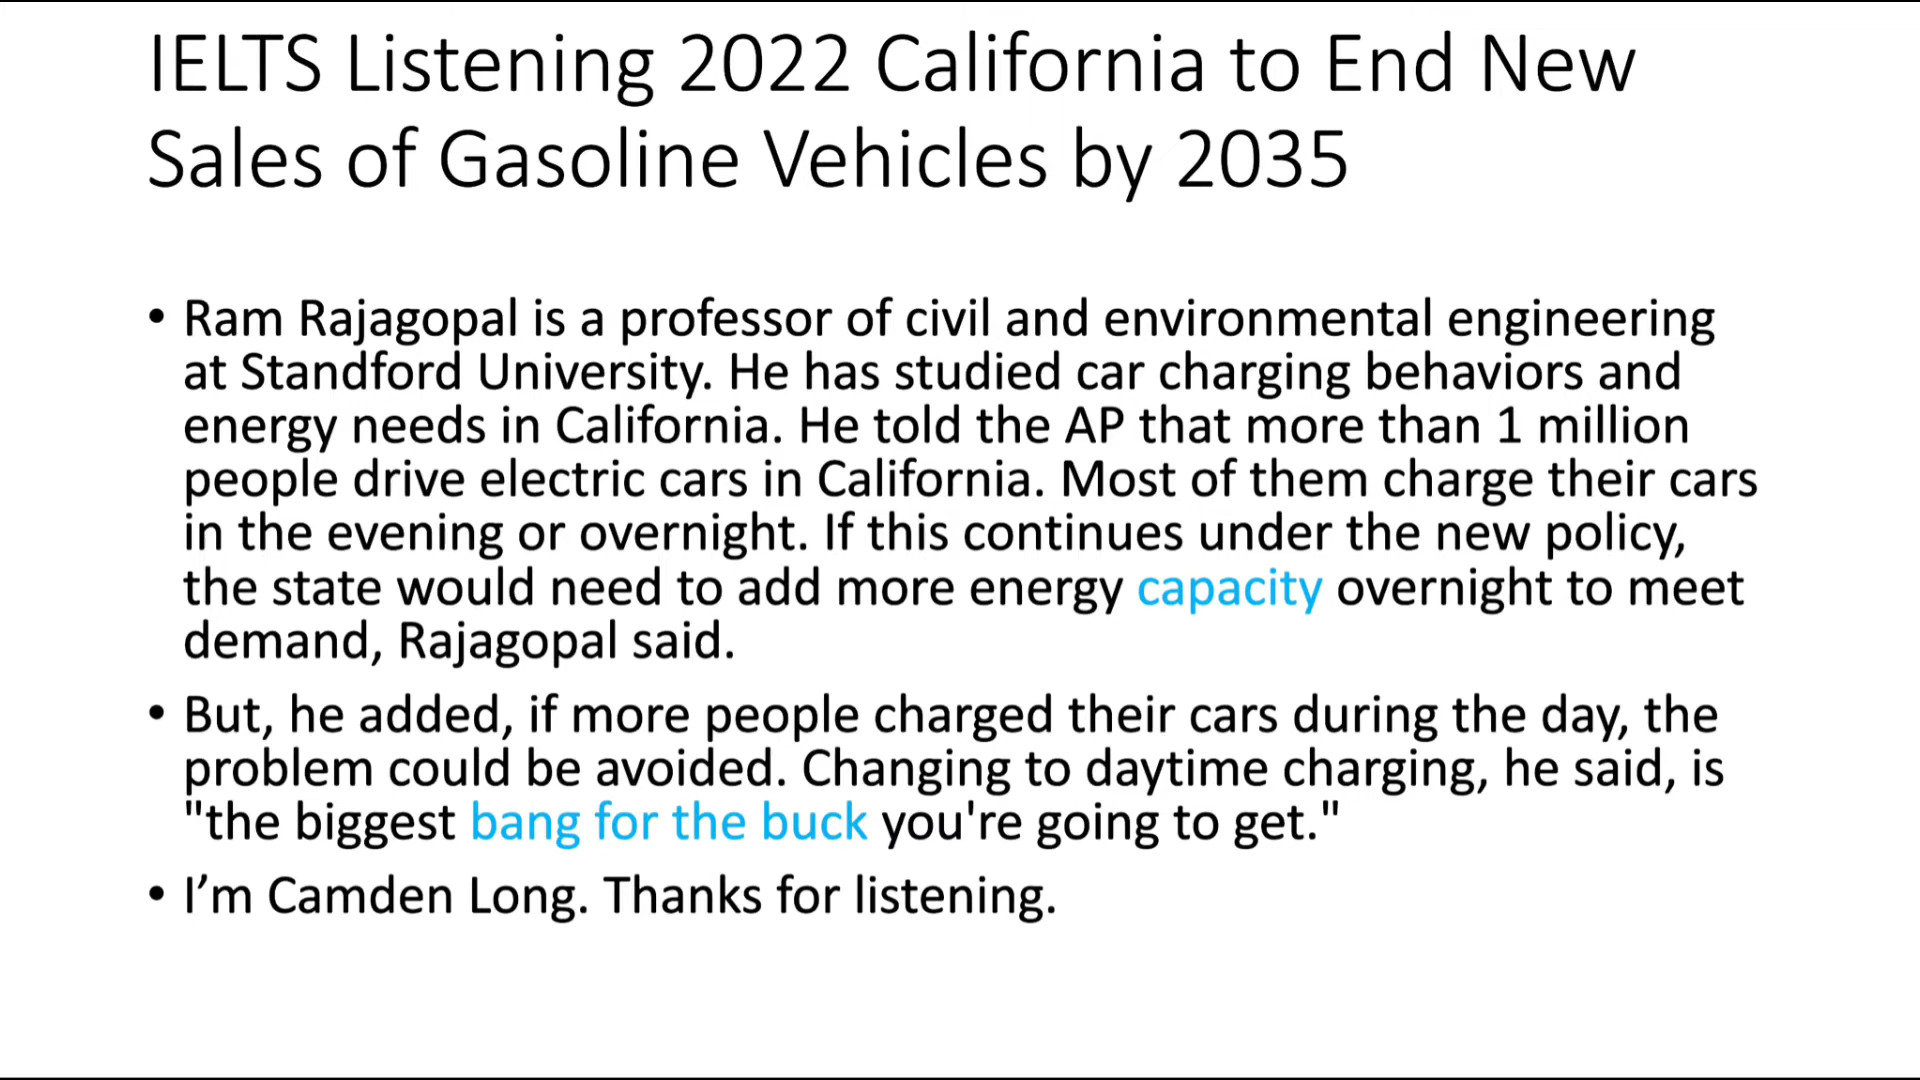 IELTS Listening 2022 California to End New
Sales of Gasoline Vehicles by 2035
• Ram Rajagopal is a professor of civil and environmental engineering
at Standford University. He has studied car charging behaviors and
energy needs in California. He told the AP that more than 1 million
people drive electric cars in California. Most of them charge their cars
in the evening or overnight. If this continues under the new policy,
the state would need to add more energy capacity overnight to meet
demand, Rajagopal said.
• But, he added, if more people charged their cars during the day, the
problem could be avoided. Changing to daytime charging, he said, is
"the biggest bang for the buck you're going to get."
• I’m Camden Long. Thanks for listening.